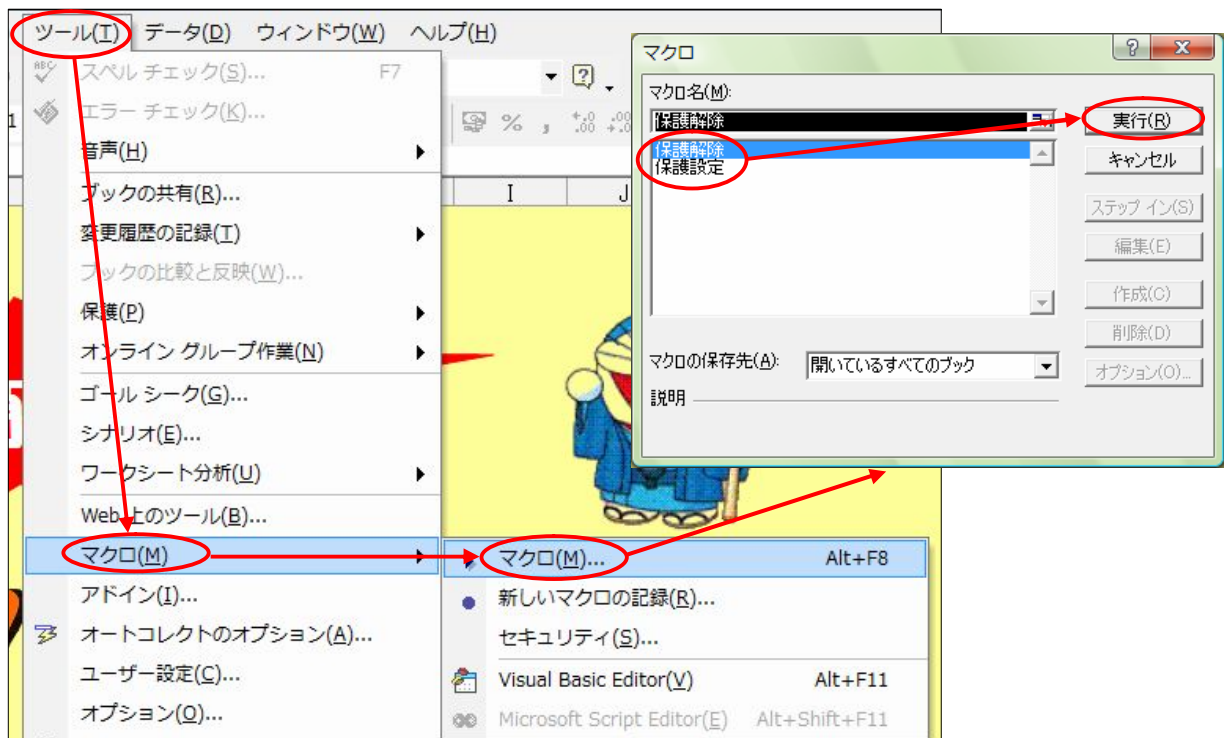 ツール(T) データ(D) ウィンドウ(W) ヘルプ(H)
スペル チェック(S)... F7
エラー チェック(K)...
音声(H)
ブックの共有(R)...
変更履歴の記録(T)
ブックの比較と反映(W)...
保護(P)
オンライン グループ作業(N)
ゴール シーク(G)...
シナリオ(E)...
ワークシート分析(U)
Web 上のツール(B)...
マクロ(M)
アドイン(I)...
オートコレクトのオプション(A)...
ユーザー設定(C)...
オプション(O)...
ABC
1
% ,
I J
マクロ(M)... Alt+F8
新しいマクロの記録(R)...
セキュリティ(S)...
Visual Basic Editor(V) Alt+F11
Microsoft Script Editor(E) Alt+Shift+F11
マクロ
マクロ名(M):
保護解除
保護解除
保護設定
マクロの保存先(A): 開いているすべてのブック
説明
実行(R)
キャンセル
ステップ イン(S)
編集(E)
作成(C)
削除(D)
オプション(O)...